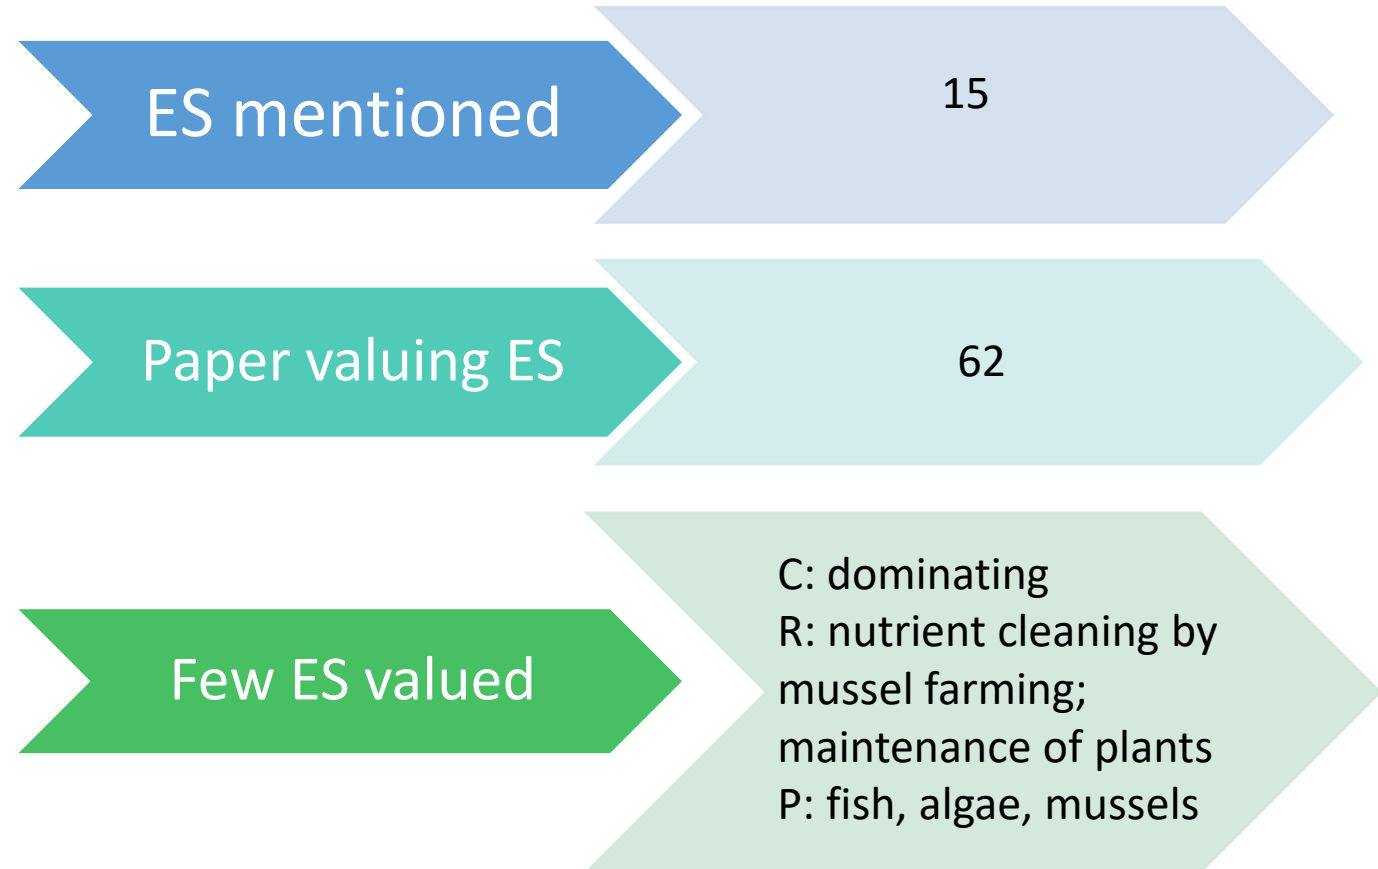 ES mentioned
15
Paper valuing ES
62
Few ES valued
C: dominating
R: nutrient cleaning by
mussel farming;
maintenance of plants
P: fish, algae, mussels